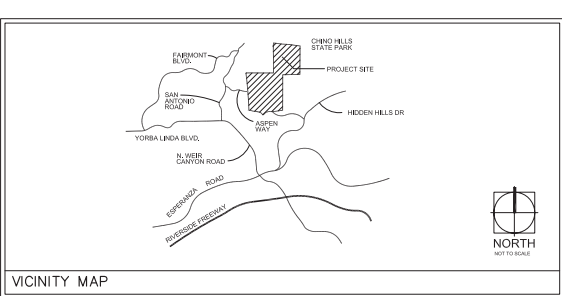 CHINO HILLS
STATE PARK
FAIRMONT
BLVD.
PROJECT SITE
SAN
ANTONIO
ROAD
HIDDEN HILLS DR
ASPEN
WAY
YORBA LINDA BLVD.
N. WEIR
CANYON ROAD
ESPERANZA ROAD
RIVERSIDE FREEWAY
NORTH
NOT TO SCALE
VICINITY MAP